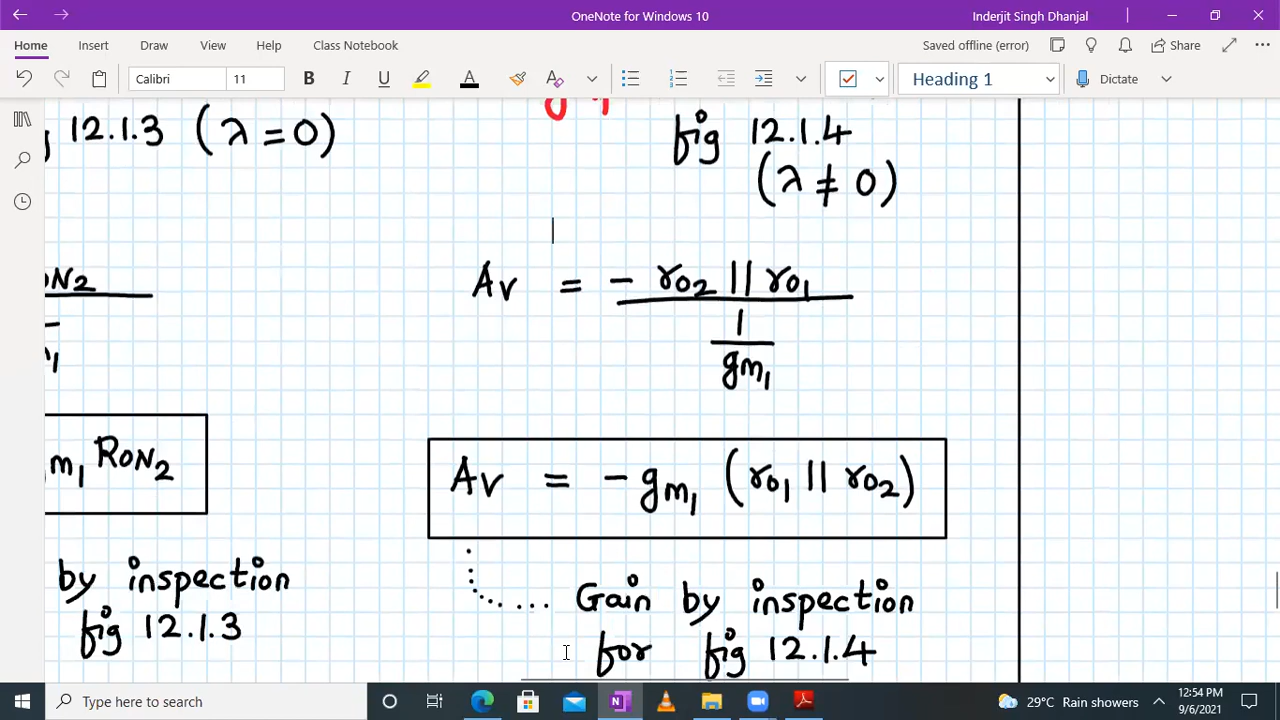 OneNote for Windows 10
Inderjit Singh Dhanjal
Home Insert Draw View Help Class Notebook
Saved offline (error)
Share
Calibri 11 B I U A A Heading 1 Dictate
12.1.3 (λ = 0)
fig 12.1.4
(λ ≠ 0)
RON2
Av = - ro2 || ro1
1
gm1
m1 RON2
Av = - gm1 (ro1 || ro2)
by inspection
fig 12.1.3
..... Gain by inspection
for fig 12.1.4
Type here to search
29°C Rain showers
12:54 PM
9/6/2021